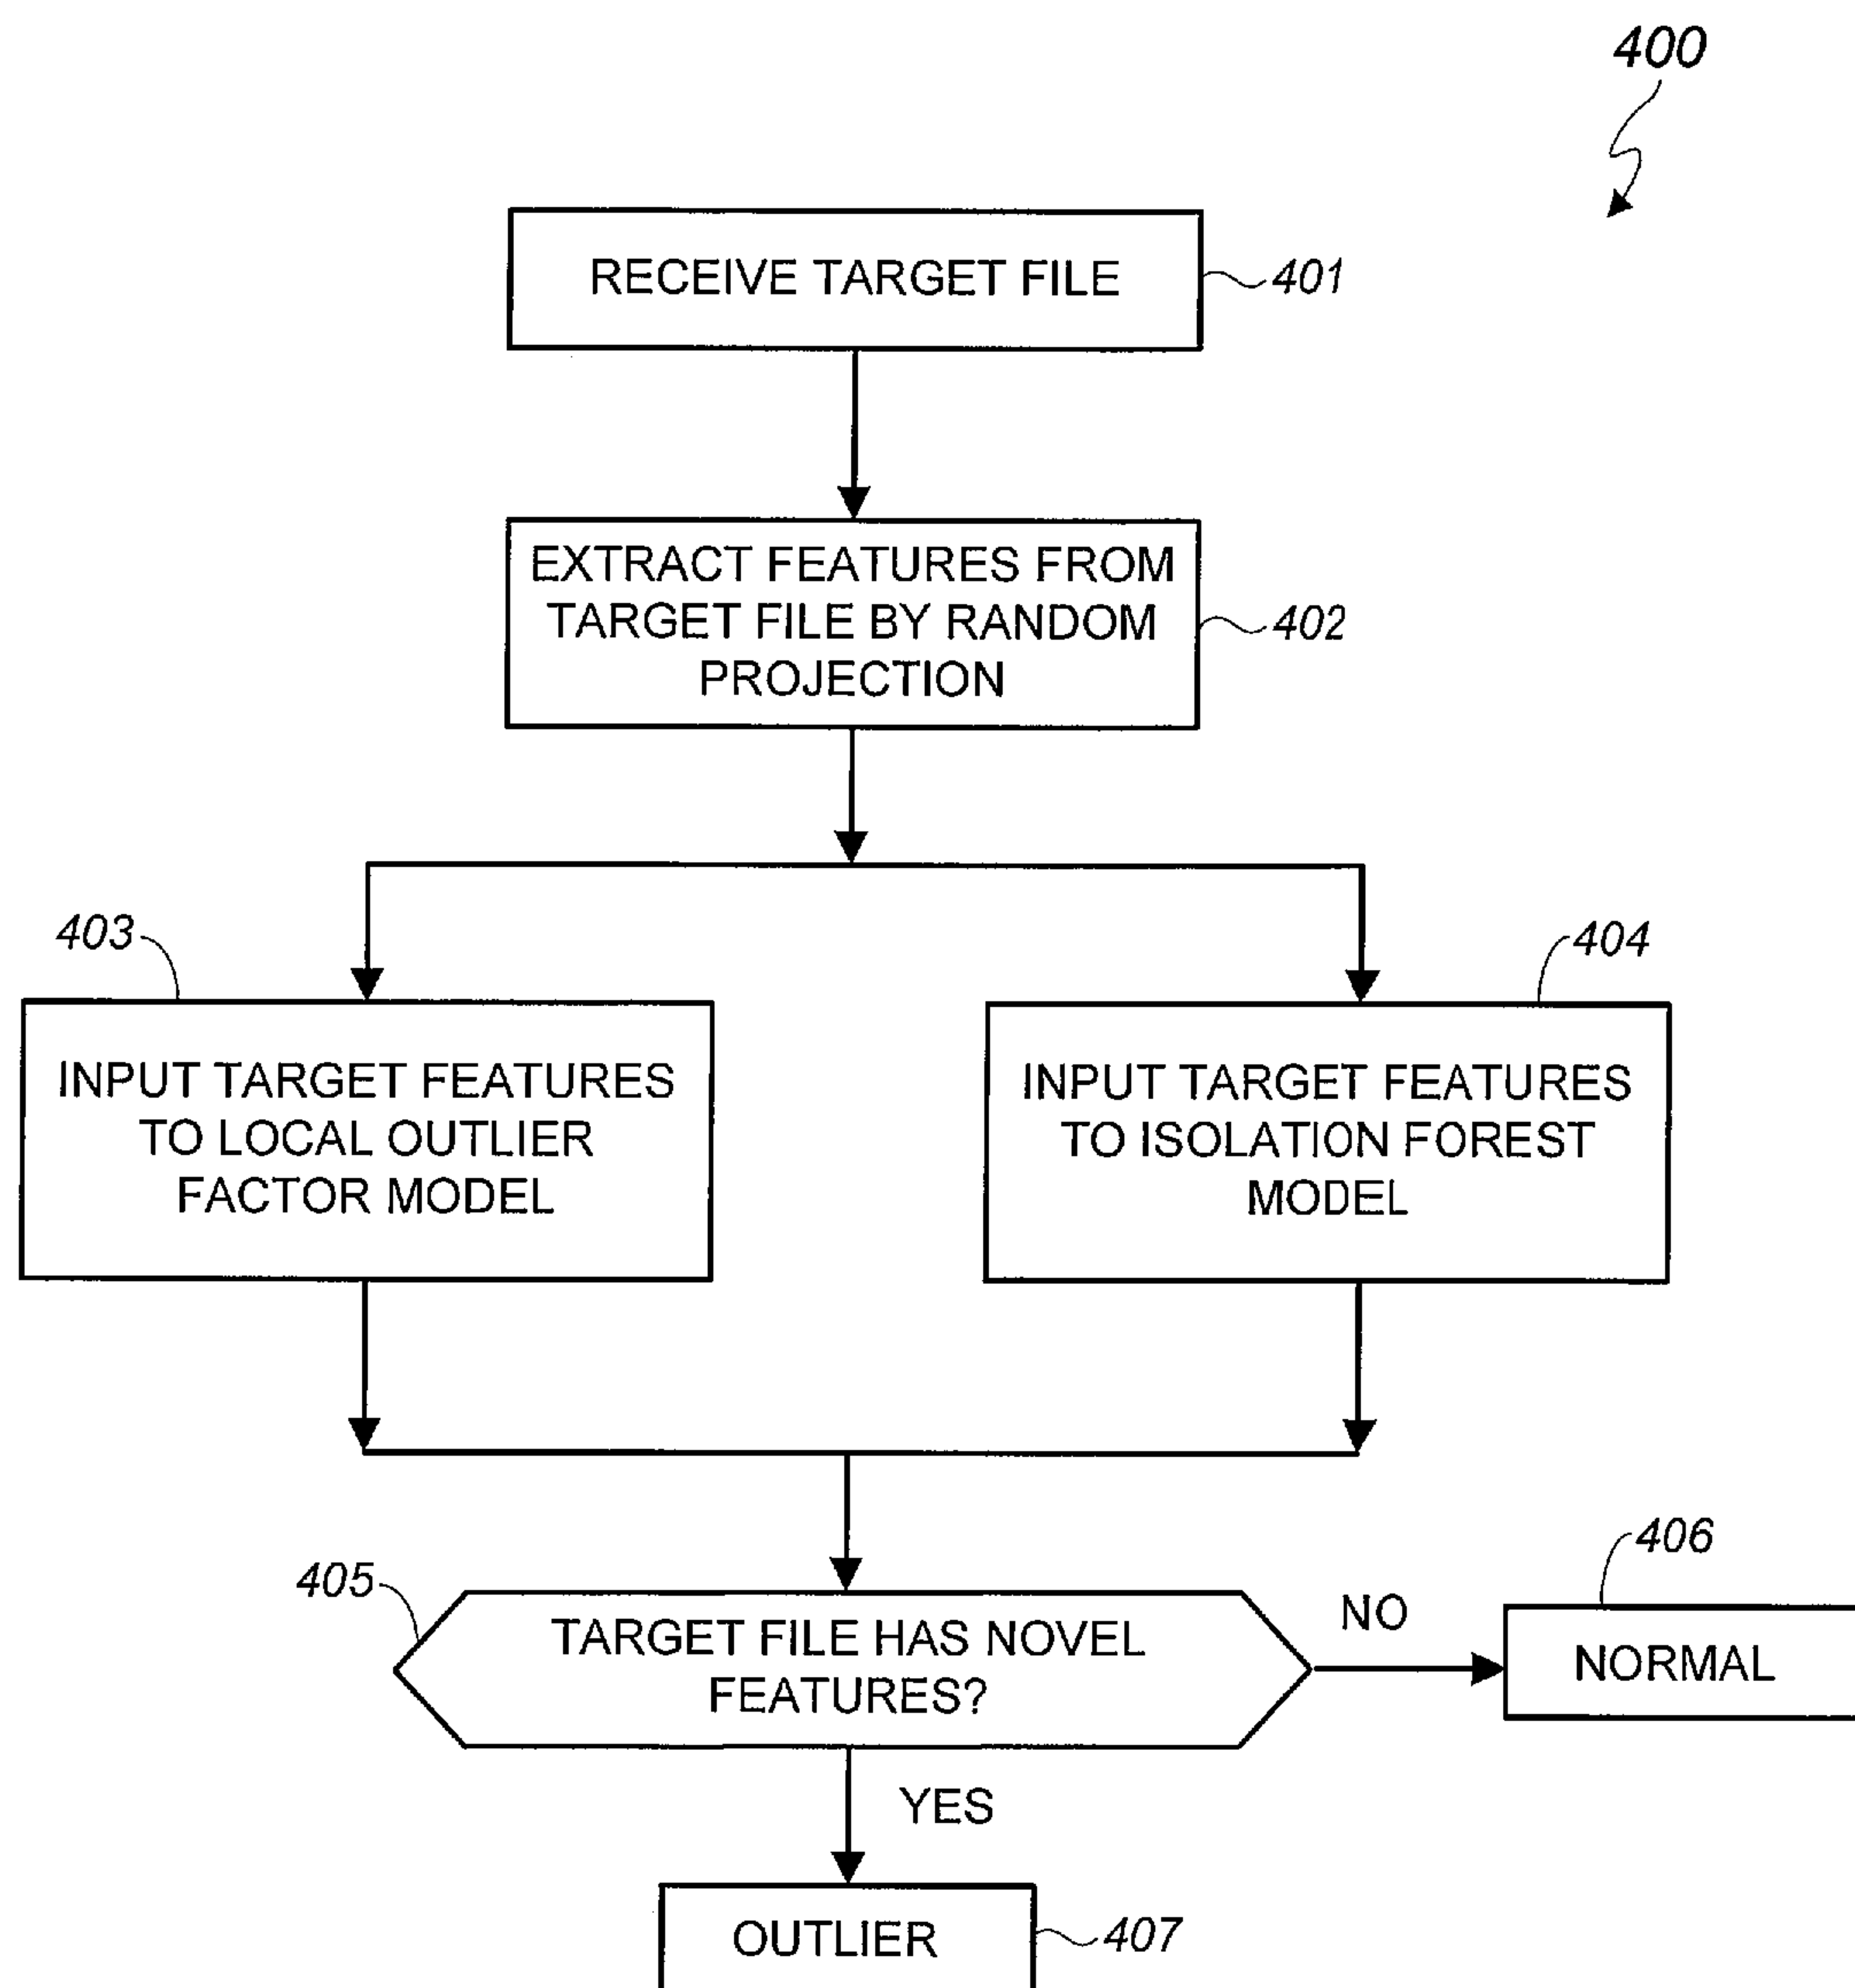 400
RECEIVE TARGET FILE
401
EXTRACT FEATURES FROM
TARGET FILE BY RANDOM
PROJECTION
402
403
INPUT TARGET FEATURES
TO LOCAL OUTLIER
FACTOR MODEL
404
INPUT TARGET FEATURES
TO ISOLATION FOREST
MODEL
405
TARGET FILE HAS NOVEL
FEATURES?
NO
406
NORMAL
YES
OUTLIER
407